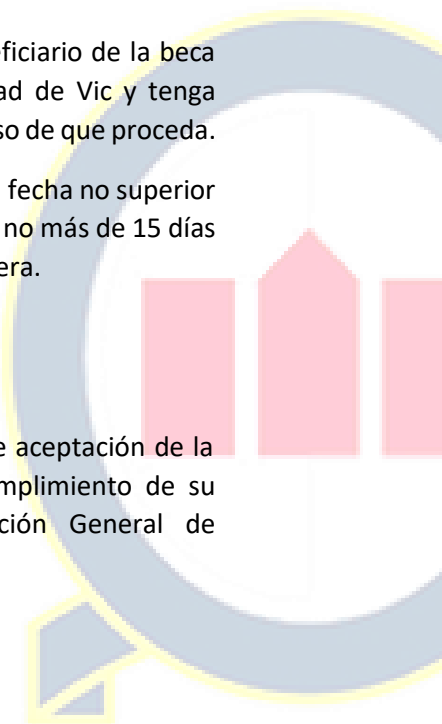 ficiario de la beca
ad de Vic y tenga
so de que proceda.
fecha no superior
no más de 15 días
era.
e aceptación de la
mplimiento de su
ción General de